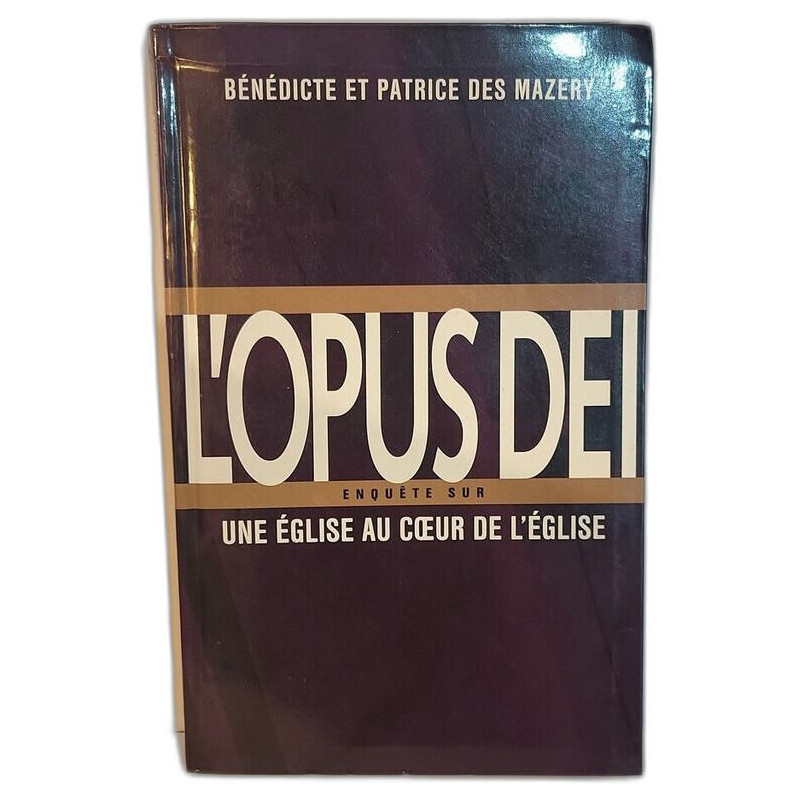 BÉNÉDICTE ET PATRICE DES MAZERY
L'OPUS DEI
ENQUÊTE SUR
UNE ÉGLISE AU CŒUR DE L'ÉGLISE